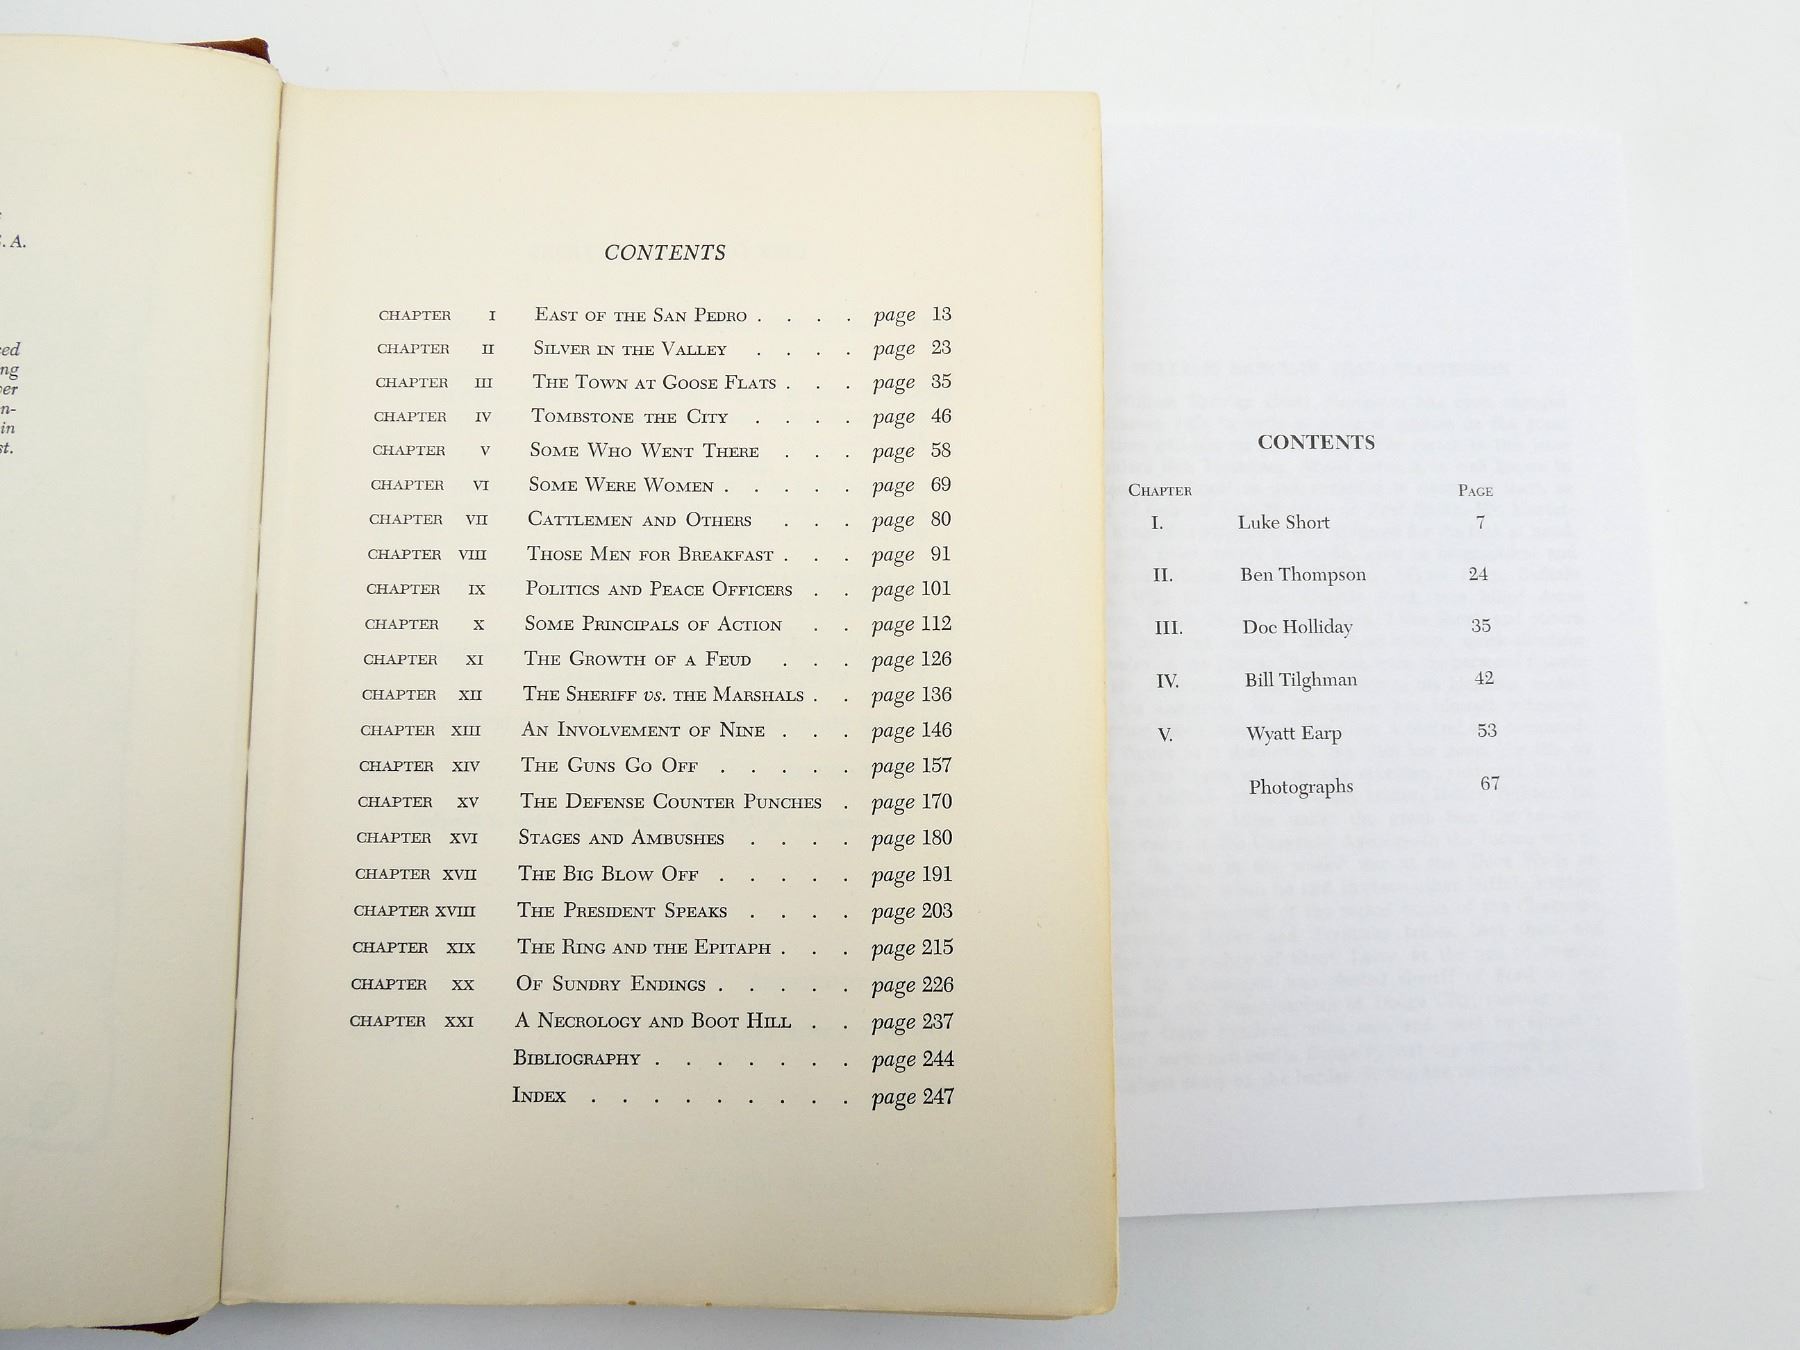 S. A.
ing
in
st.
CONTENTS
CHAPTER I EAST OF THE SAN PEDRO . . . . page 13
CHAPTER II SILVER IN THE VALLEY . . . . page 23
CHAPTER III THE TOWN AT GOOSE FLATS . . . page 35
CHAPTER IV TOMBSTONE THE CITY . . . . page 46
CHAPTER V SOME WHO WENT THERE . . . page 58
CHAPTER VI SOME WERE WOMEN . . . . . page 69
CHAPTER VII CATTLEMEN AND OTHERS . . . page 80
CHAPTER VIII THOSE MEN FOR BREAKFAST . . . page 91
CHAPTER IX POLITICS AND PEACE OFFICERS . . page 101
CHAPTER X SOME PRINCIPALS OF ACTION . . page 112
CHAPTER XI THE GROWTH OF A FEUD . . . page 126
CHAPTER XII THE SHERIFF vs. THE MARSHALS . . page 136
CHAPTER XIII AN INVOLVEMENT OF NINE . . . page 146
CHAPTER XIV THE GUNS GO OFF . . . . . page 157
CHAPTER XV THE DEFENSE COUNTER PUNCHES . page 170
CHAPTER XVI STAGES AND AMBUSHES . . . . page 180
CHAPTER XVII THE BIG BLOW OFF . . . . . page 191
CHAPTER XVIII THE PRESIDENT SPEAKS . . . . page 203
CHAPTER XIX THE RING AND THE EPITAPH . . . page 215
CHAPTER XX OF SUNDRY ENDINGS . . . . . page 226
CHAPTER XXI A NECROLOGY AND BOOT HILL . . page 237
BIBLIOGRAPHY . . . . . . . page 244
INDEX . . . . . . . . . page 247
CONTENTS
CHAPTER PAGE
I. Luke Short 7
II. Ben Thompson 24
III. Doc Holliday 35
IV. Bill Tilghman 42
V. Wyatt Earp 53
Photographs 67